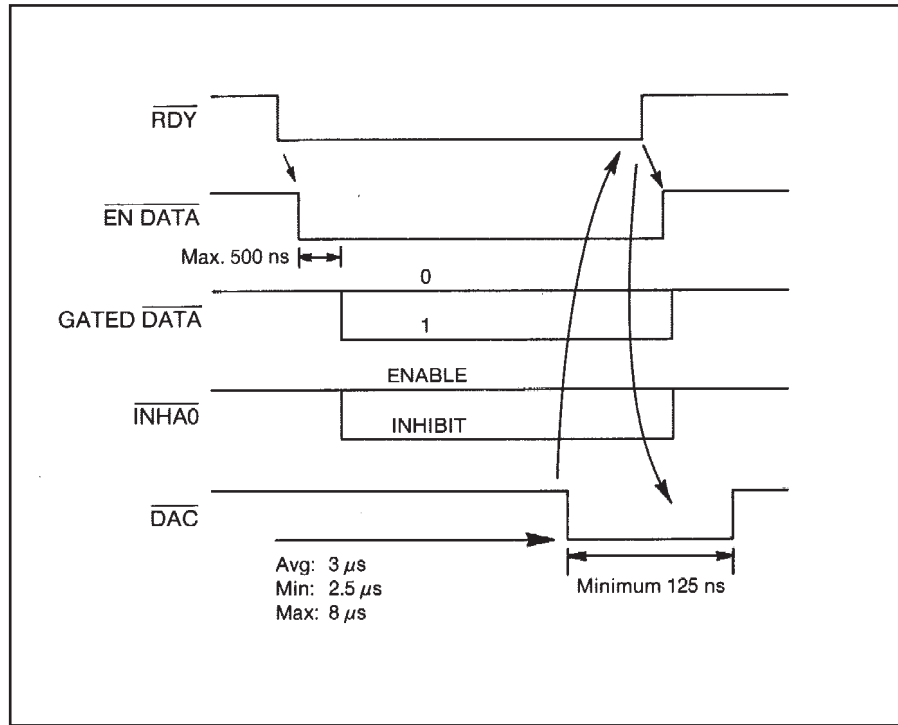 RDY
EN DATA
Max. 500 ns
0
GATED DATA
1
ENABLE
INHA0
INHIBIT
DAC
Avg: 3 μs
Min: 2.5 μs
Max: 8 μs
Minimum 125 ns